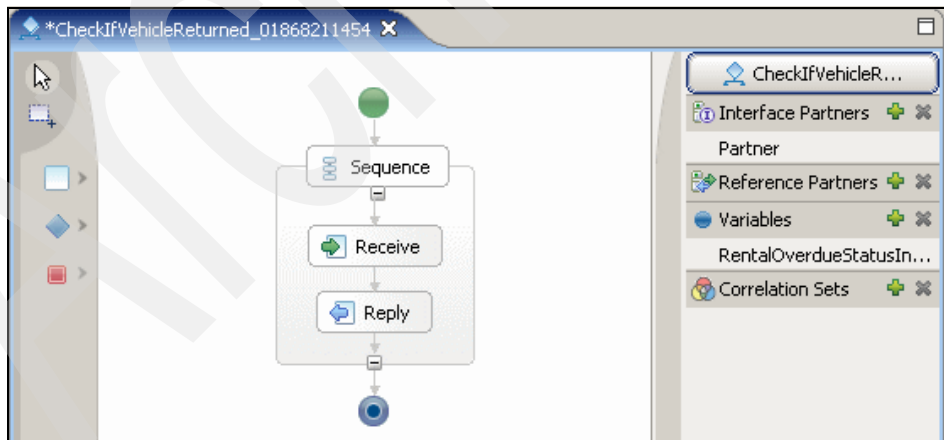 *CheckIfVehicleReturned_01868211454
CheckIfVehicleR...
Interface Partners
Partner
Reference Partners
Variables
RentalOverdueStatusIn...
Correlation Sets
Sequence
Receive
Reply